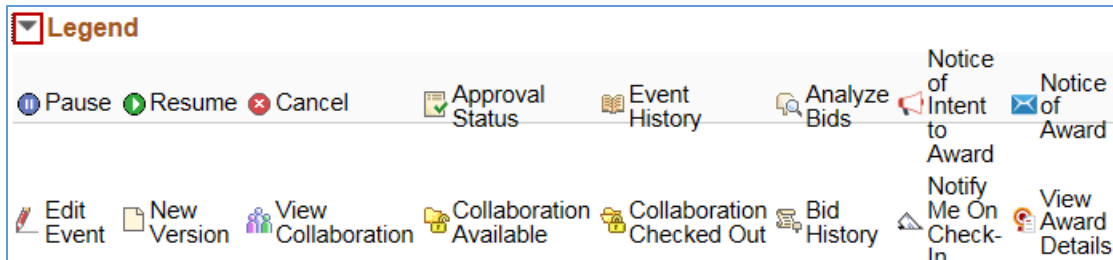 Legend
Pause
Resume
Cancel
Approval
Status
Event
History
Analyze
Bids
Notice
of
Intent
to
Award
Notice
of
Award
Edit
Event
New
Version
View
Collaboration
Collaboration
Available
Collaboration
Checked Out
Bid
History
Notify
Me On
Check-
In
View
Award
Details